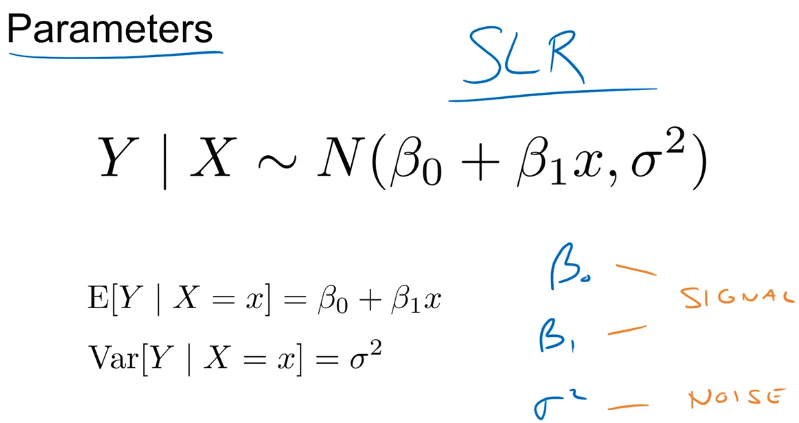 Parameters
SLR
Y | X ∼ N(β₀ + β₁x, σ²)
E[Y | X = x] = β₀ + β₁x
Var[Y | X = x] = σ²
β₀ —
SIGNAL
β₁ —
σ² — NOISE